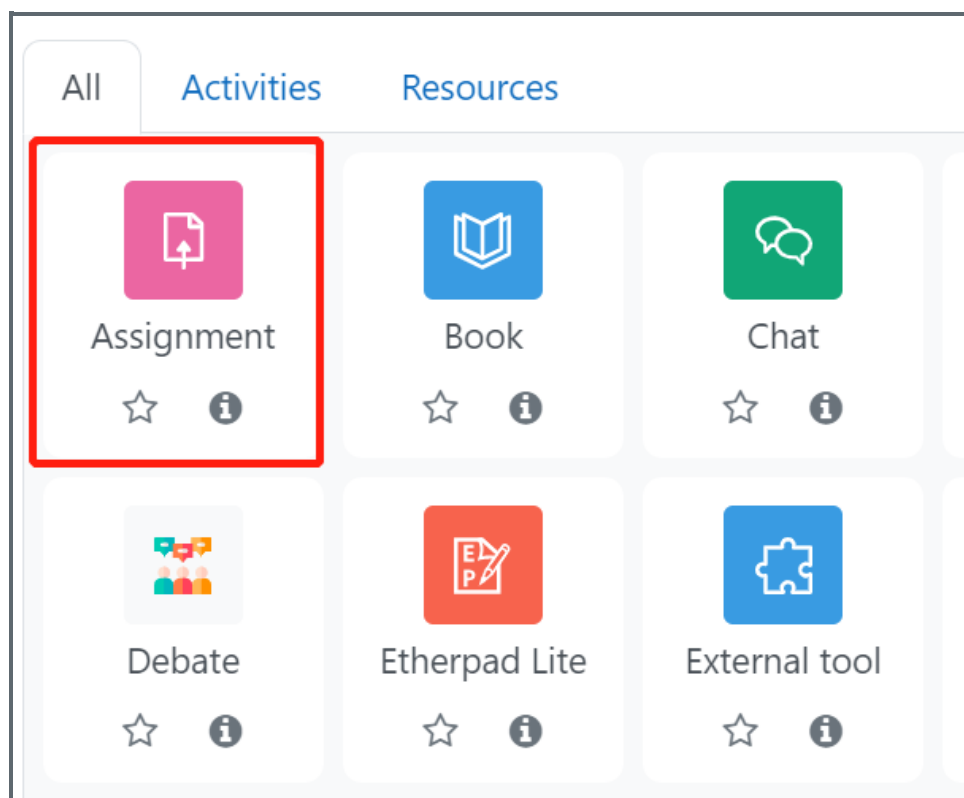 All Activities Resources
Assignment Book Chat
Debate Etherpad Lite External tool